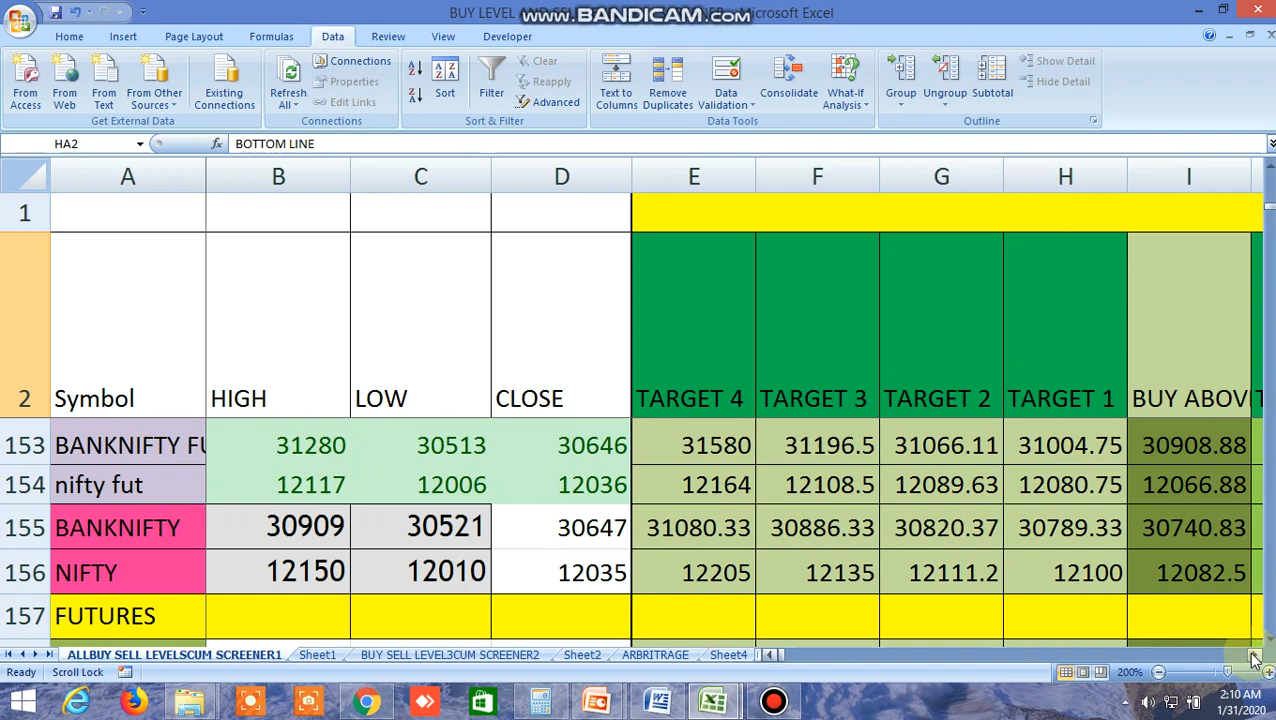 BUY LEVEL AND
www.BANDICAM.com
Microsoft Excel
Home Insert Page Layout Formulas Data Review View Developer
From Access
From Web
From Text
From Other Sources
Existing Connections
Get External Data
Refresh All
Connections
Properties
Edit Links
Connections
Sort
Filter
Clear
Reapply
Advanced
Sort & Filter
Text to Columns
Remove Duplicates
Data Validation
Consolidate
What-If Analysis
Data Tools
Group
Ungroup
Subtotal
Show Detail
Hide Detail
Outline
HA2 fx BOTTOM LINE
A B C D E F G H I
1
2 Symbol HIGH LOW CLOSE TARGET 4 TARGET 3 TARGET 2 TARGET 1 BUY ABOV
153 BANKNIFTY FU 31280 30513 30646 31580 31196.5 31066.11 31004.75 30908.88
154 nifty fut 12117 12006 12036 12164 12108.5 12089.63 12080.75 12066.88
155 BANKNIFTY 30909 30521 30647 31080.33 30886.33 30820.37 30789.33 30740.83
156 NIFTY 12150 12010 12035 12205 12135 12111.2 12100 12082.5
157 FUTURES
ALLBUY SELL LEVELSCUM SCREENER1 Sheet1 BUY SELL LEVEL3CUM SCREENER2 Sheet2 ARBRITRAGE Sheet4
Ready Scroll Lock 200%
2:10 AM
1/31/2020